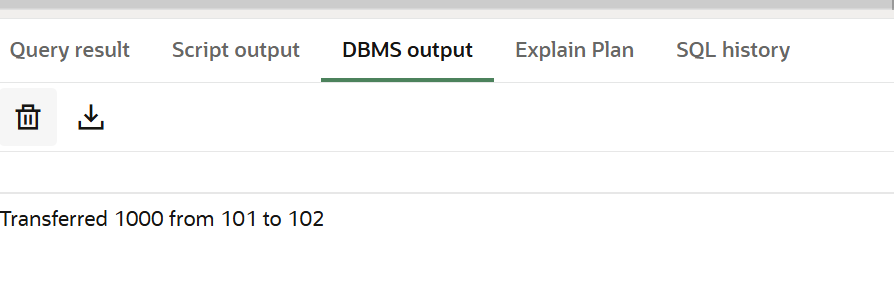 Query result Script output DBMS output Explain Plan SQL history
Transferred 1000 from 101 to 102